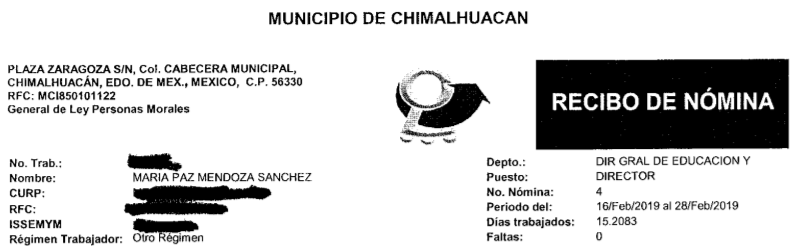 MUNICIPIO DE CHIMALHUACAN
PLAZA ZARAGOZA S/N, Col. CABECERA MUNICIPAL,
CHIMALHUACÁN, EDO. DE MEX., MEXICO, C.P. 56330
RFC: MCI850101122
General de Ley Personas Morales
RECIBO DE NÓMINA
No. Trab.:
Nombre: MARIA PAZ MENDOZA SANCHEZ
CURP:
RFC:
ISSEMYM
Régimen Trabajador: Otro Régimen
Depto.: DIR GRAL DE EDUCACION Y
Puesto: DIRECTOR
No. Nómina: 4
Periodo del: 16/Feb/2019 al 28/Feb/2019
Días trabajados: 15.2083
Faltas: 0